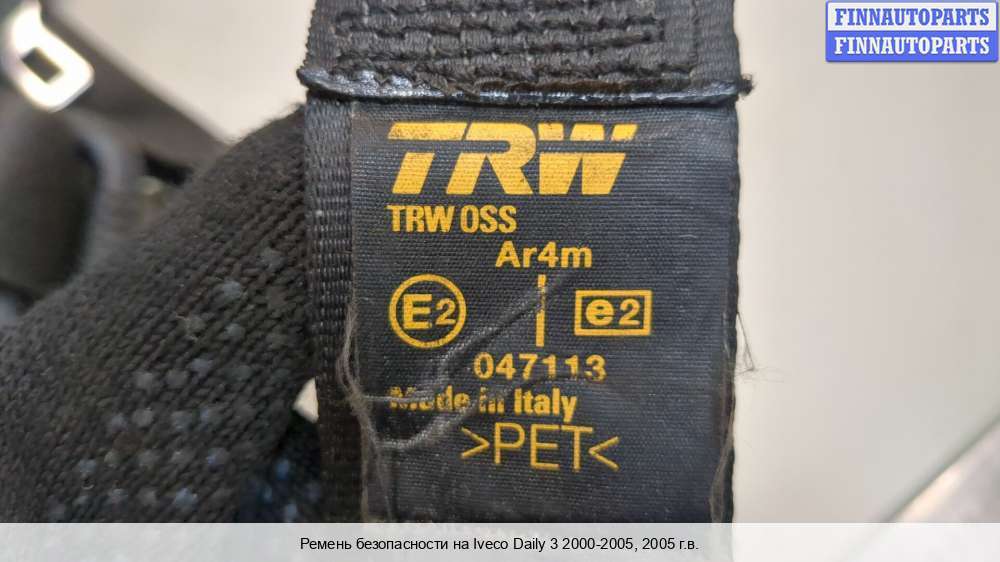 FINNAUTOPARTS
FINNAUTOPARTS
TRW
TRW OSS
Ar4m
E2 e2
047113
Made in Italy
>PET<
Ремень безопасности на Iveco Daily 3 2000-2005, 2005 г.в.